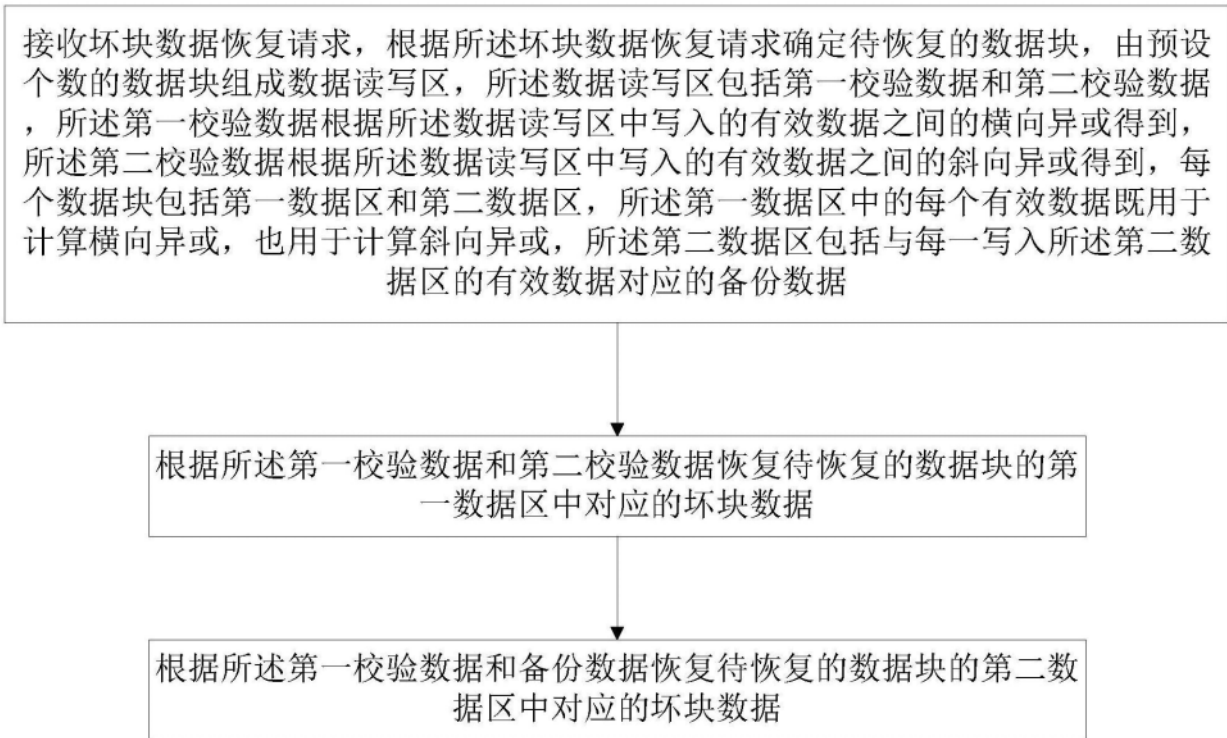 接收坏块数据恢复请求，根据所述坏块数据恢复请求确定待恢复的数据块，由预设
个数的数据块组成数据读写区，所述数据读写区包括第一校验数据和第二校验数据
，所述第一校验数据根据所述数据读写区中写入的有效数据之间的横向异或得到，
所述第二校验数据根据所述数据读写区中写入的有效数据之间的斜向异或得到，每
个数据块包括第一数据区和第二数据区，所述第一数据区中的每个有效数据既用于
计算横向异或，也用于计算斜向异或，所述第二数据区包括与每一写入所述第二数
据区的有效数据对应的备份数据
根据所述第一校验数据和第二校验数据恢复待恢复的数据块的第
一数据区中对应的坏块数据
根据所述第一校验数据和备份数据恢复待恢复的数据块的第二数
据区中对应的坏块数据